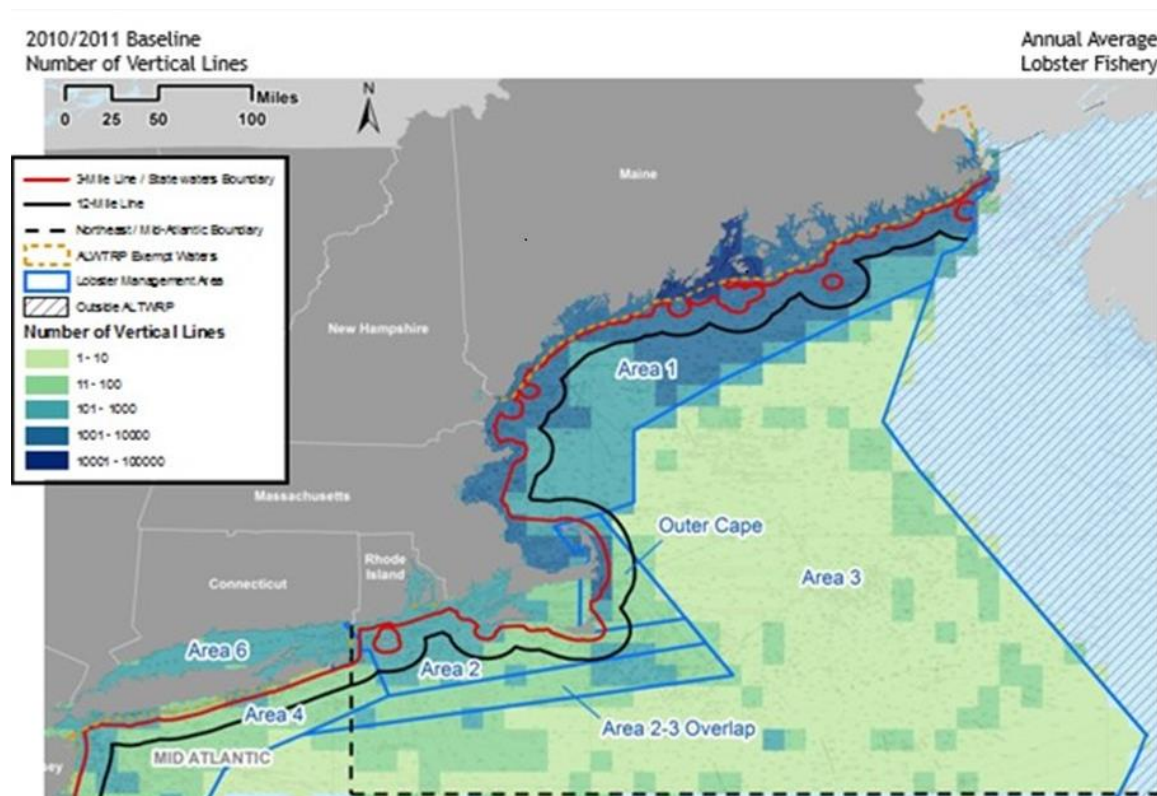 2010/2011 Baseline
Number of Vertical Lines
Annual Average
Lobster Fishery
N
Miles
0 25 50 100
3-Mile Line / State waters Boundary
12-Mile Line
Northeast / Mid-Atlantic Boundary
ALWTRP Exempt Waters
Lobster Management Area
Outside ALTWRP
Number of Vertical Lines
1 - 10
11 - 100
101 - 1000
1001 - 10000
10001 - 100000
Maine
New Hampshire
Area 1
Massachusetts
Outer Cape
Rhode
Island
Connecticut
Area 3
Area 6
Area 2
Area 4
Area 2-3 Overlap
MID ATLANTIC
ey